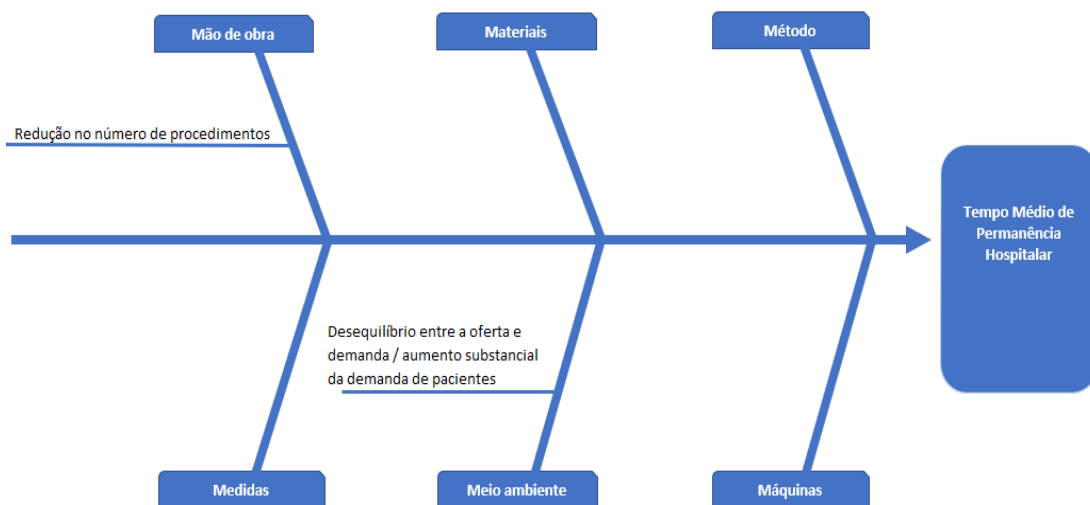 Mão de obra
Materiais
Método
Redução no número de procedimentos
Tempo Médio de
Permanência
Hospitalar
Desequilíbrio entre a oferta e
demanda / aumento substancial
da demanda de pacientes
Medidas
Meio ambiente
Máquinas